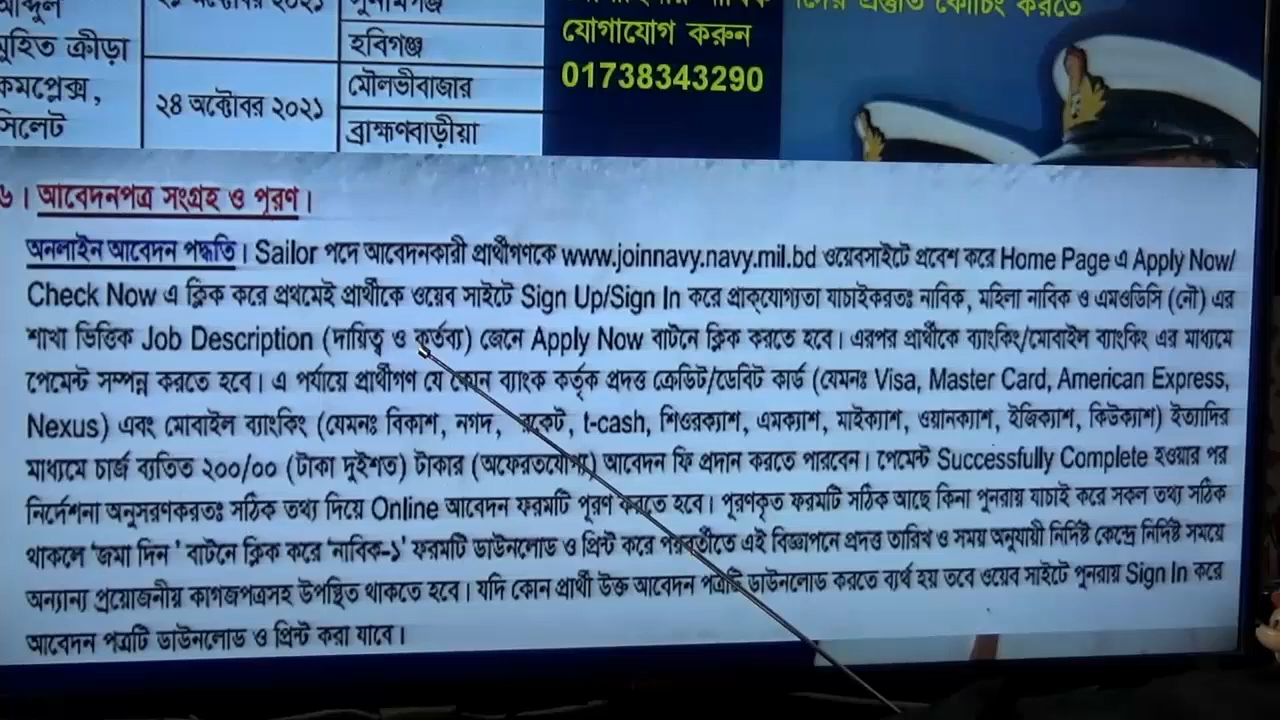 ২১ অক্টোবর ২০২১
সুনামগঞ্জ
হবিগঞ্জ
মুহিত ক্রীড়া
কমপ্লেক্স,
সিলেট
২৪ অক্টোবর ২০২১
মৌলভীবাজার
ব্রাহ্মণবাড়ীয়া
প্রস্তুতি কোচিং করতে
যোগাযোগ করুন
01738343290
৬। আবেদনপত্র সংগ্রহ ও পূরণ।
অনলাইন আবেদন পদ্ধতি। Sailor পদে আবেদনকারী প্রার্থীগণকে www.joinnavy.navy.mil.bd ওয়েবসাইটে প্রবেশ করে Home Page এ Apply Now/
Check Now এ ক্লিক করে প্রথমেই প্রার্থীকে ওয়েব সাইটে Sign Up/Sign In করে প্রাক্‌যোগ্যতা যাচাইকরতঃ নাবিক, মহিলা নাবিক ও এমওডিসি (নৌ) এর
শাখা ভিত্তিক Job Description (দায়িত্ব ও কর্তব্য) জেনে Apply Now বাটনে ক্লিক করতে হবে। এরপর প্রার্থীকে ব্যাংকিং/মোবাইল ব্যাংকিং এর মাধ্যমে
পেমেন্ট সম্পন্ন করতে হবে। এ পর্যায়ে প্রার্থীগণ যে কোন ব্যাংক কর্তৃক প্রদত্ত ক্রেডিট/ডেবিট কার্ড (যেমনঃ Visa, Master Card, American Express,
Nexus) এবং মোবাইল ব্যাংকিং (যেমনঃ বিকাশ, নগদ, রকেট, t-cash, শিওরক্যাশ, এমক্যাশ, মাইক্যাশ, ওয়ানক্যাশ, ইজিক্যাশ, কিউক্যাশ) ইত্যাদির
মাধ্যমে চার্জ ব্যতিত ২০০/০০ (টাকা দুইশত) টাকার (অফেরতযোগ্য) আবেদন ফি প্রদান করতে পারবেন। পেমেন্ট Successfully Complete হওয়ার পর
নির্দেশনা অনুসরণকরতঃ সঠিক তথ্য দিয়ে Online আবেদন ফরমটি পূরণ করতে হবে। পূরণকৃত ফরমটি সঠিক আছে কিনা পুনরায় যাচাই করে সকল তথ্য সঠিক
থাকলে 'জমা দিন ' বাটনে ক্লিক করে 'নাবিক-১' ফরমটি ডাউনলোড ও প্রিন্ট করে পরবর্তীতে এই বিজ্ঞাপনে প্রদত্ত তারিখ ও সময় অনুযায়ী নির্দিষ্ট কেন্দ্রে নির্দিষ্ট সময়ে
অন্যান্য প্রয়োজনীয় কাগজপত্রসহ উপস্থিত থাকতে হবে। যদি কোন প্রার্থী উক্ত আবেদন পত্রটি ডাউনলোড করতে ব্যর্থ হয় তবে ওয়েব সাইটে পুনরায় Sign In করে
আবেদন পত্রটি ডাউনলোড ও প্রিন্ট করা যাবে।